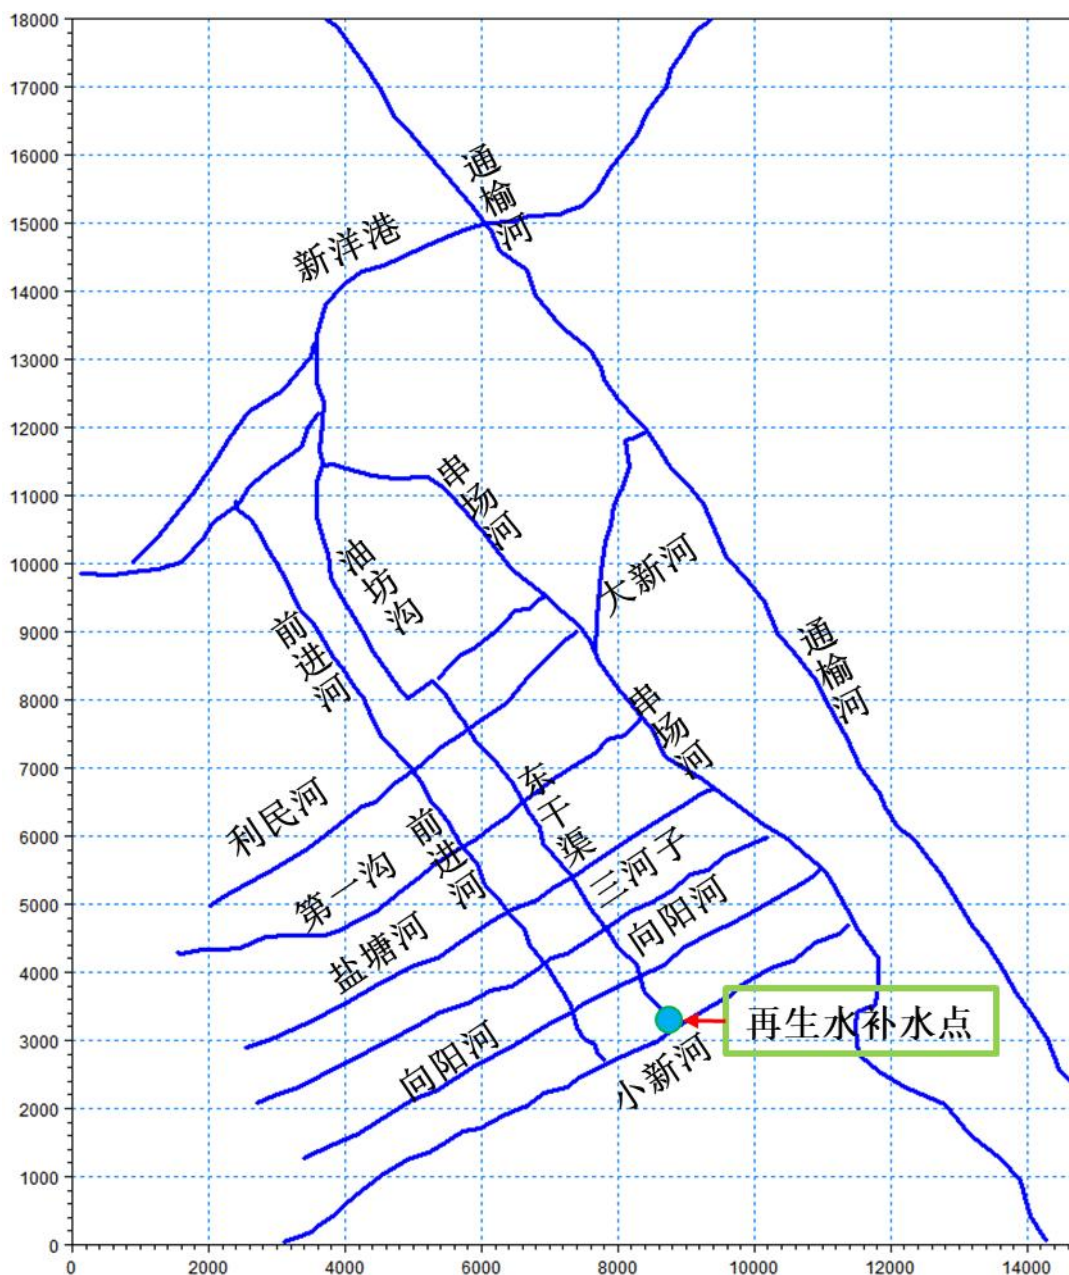 18000
17000
16000
15000
14000
13000
12000
11000
10000
9000
8000
7000
6000
5000
4000
3000
2000
1000
0
通榆河
新洋港
串场河
油坊沟
大新河
前进河
通榆河
串场河
利民河
东干渠
前进河
第一沟
三河子
盐塘河
向阳河
再生水补水点
向阳河
小新河
0
2000
4000
6000
8000
10000
12000
14000